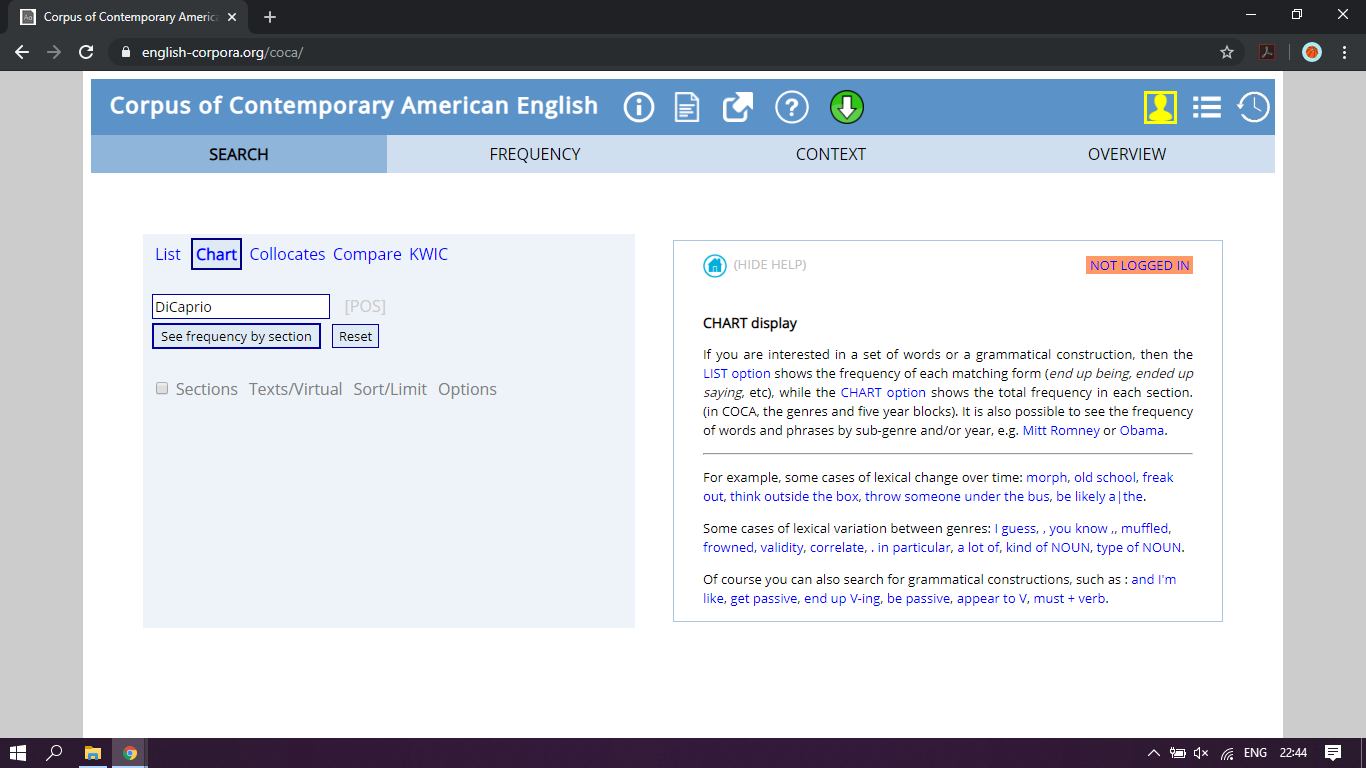 Corpus of Contemporary America
english-corpora.org/coca/
Corpus of Contemporary American English
SEARCH FREQUENCY CONTEXT OVERVIEW
List Chart Collocates Compare KWIC
DiCaprio [POS]
See frequency by section Reset
Sections Texts/Virtual Sort/Limit Options
(HIDE HELP) NOT LOGGED IN
CHART display
If you are interested in a set of words or a grammatical construction, then the
LIST option shows the frequency of each matching form (end up being, ended up
saying, etc), while the CHART option shows the total frequency in each section.
(in COCA, the genres and five year blocks). It is also possible to see the frequency
of words and phrases by sub-genre and/or year, e.g. Mitt Romney or Obama.
For example, some cases of lexical change over time: morph, old school, freak
out, think outside the box, throw someone under the bus, be likely a|the.
Some cases of lexical variation between genres: I guess, , you know ,, muffled,
frowned, validity, correlate, . in particular, a lot of, kind of NOUN, type of NOUN.
Of course you can also search for grammatical constructions, such as : and I'm
like, get passive, end up V-ing, be passive, appear to V, must + verb.
ENG 22:44